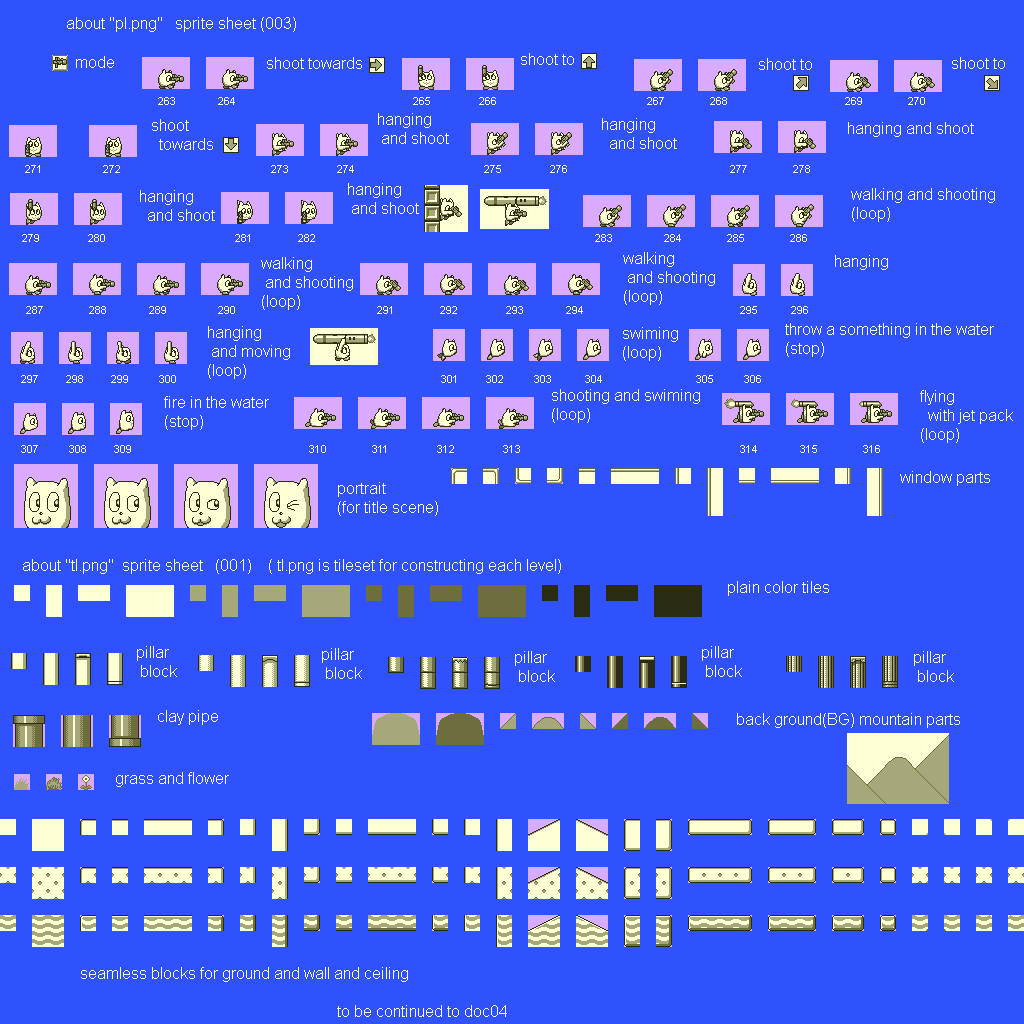 about "pl.png" sprite sheet (003)
mode
263 264 shoot towards
265 266 shoot to
267 268 shoot to
269 270 shoot to
271 272 shoot
towards
273 274 hanging
and shoot
275 276 hanging
and shoot
277 278 hanging and shoot
279 280 hanging
and shoot
281 282 hanging
and shoot
283 284 285 286 walking and shooting
(loop)
287 288 289 290 walking
and shooting
(loop)
291 292 293 294 walking
and shooting
(loop)
295 296 hanging
297 298 299 300 hanging
and moving
(loop)
301 302 303 304 swiming
(loop)
305 306 throw a something in the water
(stop)
307 308 309 fire in the water
(stop)
310 311 312 313 shooting and swiming
(loop)
314 315 316 flying
with jet pack
(loop)
portrait
(for title scene)
window parts
about "tl.png" sprite sheet (001) ( tl.png is tileset for constructing each level)
plain color tiles
pillar
block
pillar
block
pillar
block
pillar
block
pillar
block
clay pipe
back ground(BG) mountain parts
grass and flower
seamless blocks for ground and wall and ceiling
to be continued to doc04